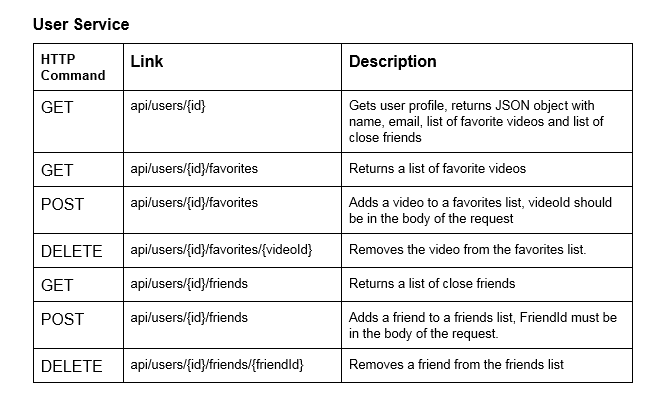 User Service
HTTP
Command
Link
Description
GET
api/users/{id}
Gets user profile, returns JSON object with
name, email, list of favorite videos and list of
close friends
GET
api/users/{id}/favorites
Returns a list of favorite videos
POST
api/users/{id}/favorites
Adds a video to a favorites list, videoId should
be in the body of the request
DELETE
api/users/{id}/favorites/{videoId}
Removes the video from the favorites list.
GET
api/users/{id}/friends
Returns a list of close friends
POST
api/users/{id}/friends
Adds a friend to a friends list, FriendId must be
in the body of the request.
DELETE
api/users/{id}/friends/{friendId}
Removes a friend from the friends list